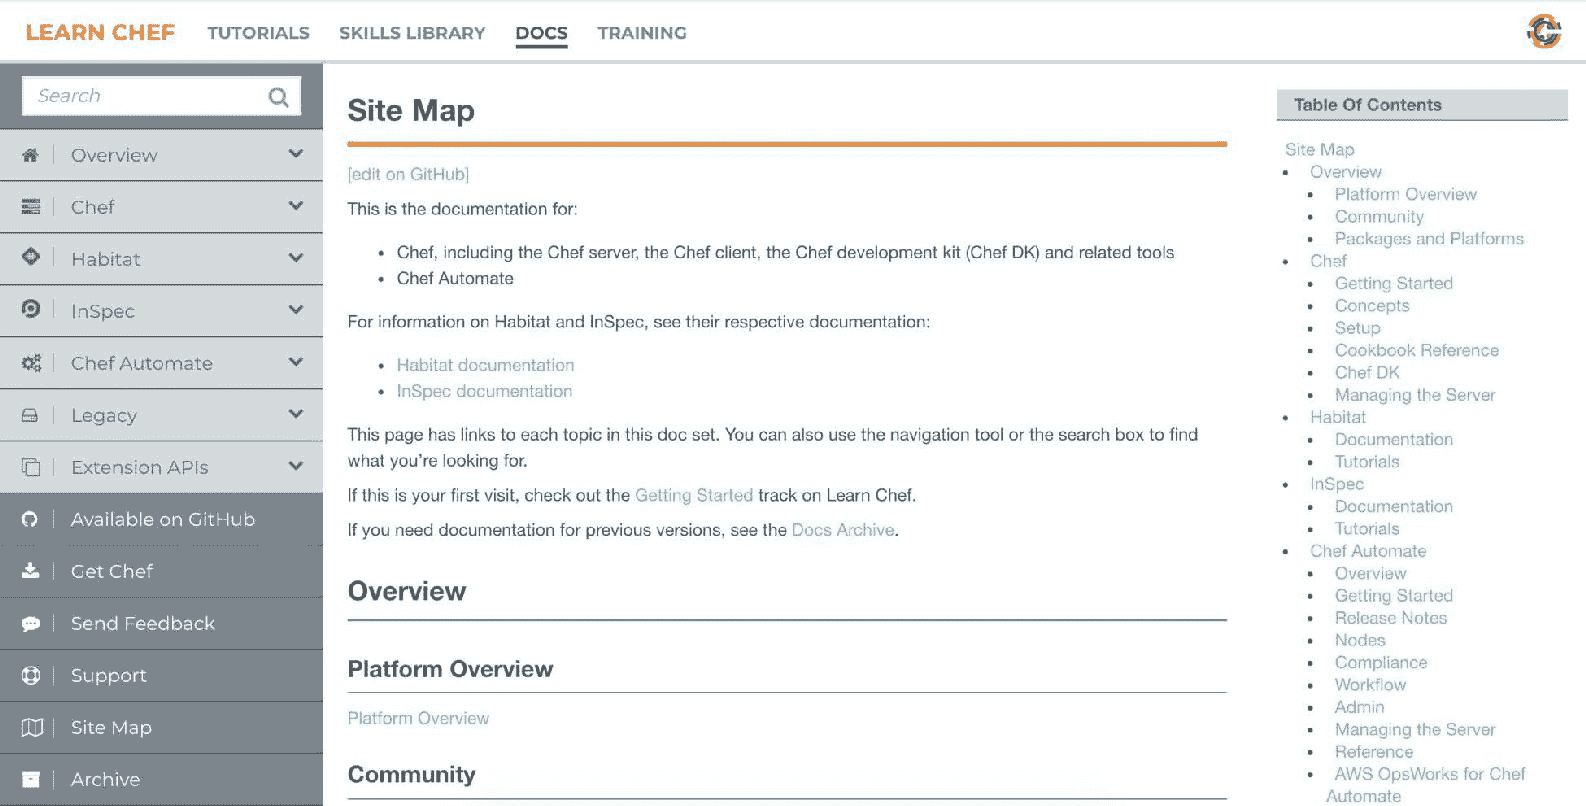 LEARN CHEF TUTORIALS SKILLS LIBRARY DOCS TRAINING
Search
Overview
Chef
Habitat
InSpec
Chef Automate
Legacy
Extension APIs
Available on GitHub
Get Chef
Send Feedback
Support
Site Map
Archive
Site Map
[edit on GitHub]
This is the documentation for:
• Chef, including the Chef server, the Chef client, the Chef development kit (Chef DK) and related tools
• Chef Automate
For information on Habitat and InSpec, see their respective documentation:
• Habitat documentation
• InSpec documentation
This page has links to each topic in this doc set. You can also use the navigation tool or the search box to find
what you’re looking for.
If this is your first visit, check out the Getting Started track on Learn Chef.
If you need documentation for previous versions, see the Docs Archive.
Overview
Platform Overview
Platform Overview
Community
Table Of Contents
Site Map
• Overview
• Platform Overview
• Community
• Packages and Platforms
• Chef
• Getting Started
• Concepts
• Setup
• Cookbook Reference
• Chef DK
• Managing the Server
• Habitat
• Documentation
• Tutorials
• InSpec
• Documentation
• Tutorials
• Chef Automate
• Overview
• Getting Started
• Release Notes
• Nodes
• Compliance
• Workflow
• Admin
• Managing the Server
• Reference
• AWS OpsWorks for Chef
Automate